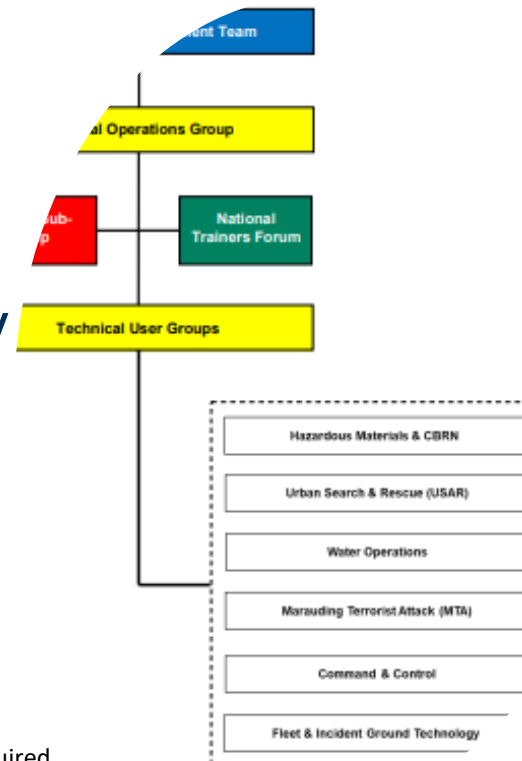 ent Team
al Operations Group
ub-
p
National
Trainers Forum
y
Technical User Groups
Hazardous Materials & CBRN
Urban Search & Rescue (USAR)
Water Operations
Marauding Terrorist Attack (MTA)
Command & Control
Fleet & Incident Ground Technology
uired